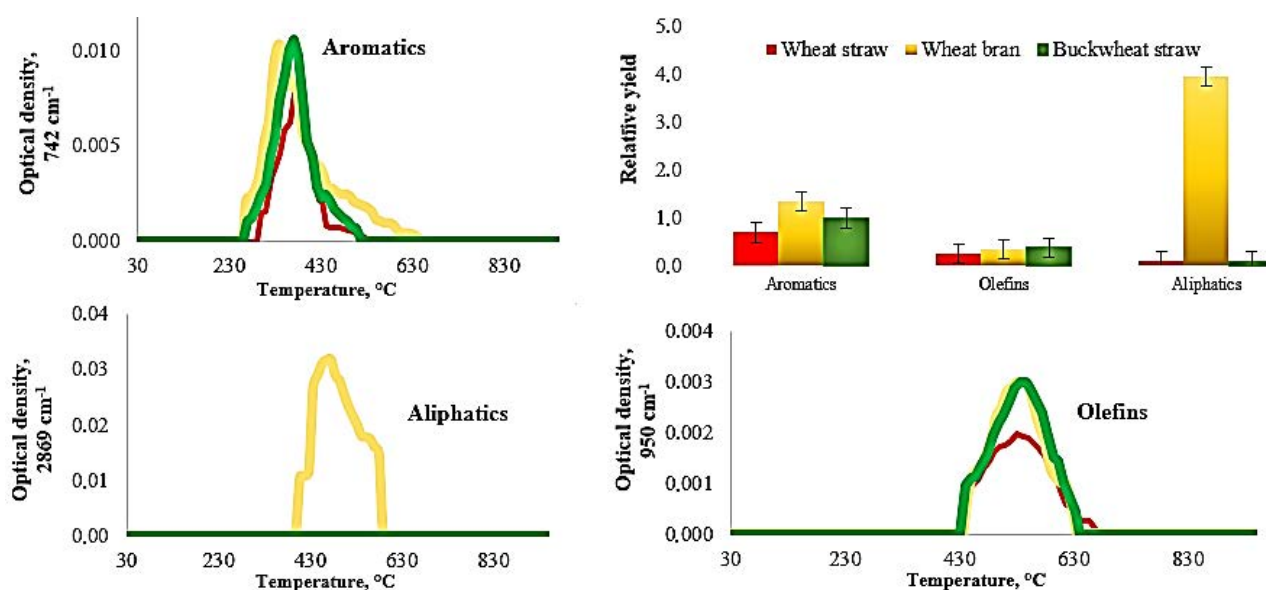 Optical density,
742 cm⁻¹
0.010
0.005
0.000
Aromatics
30 230 430 630 830
Temperature, °C
Relatiive yield
5.0
4.0
3.0
2.0
1.0
0.0
Wheat straw Wheat bran Buckwheat straw
Aromatics Olefins Aliphatics
Optical density,
2869 cm⁻¹
0.04
0.03
0.02
0.01
0.00
Aliphatics
30 230 430 630 830
Temperature, °C
Optical density,
950 cm⁻¹
0.004
0.003
0.002
0.001
0.000
Olefins
30 230 430 630 830
Temperature, °C